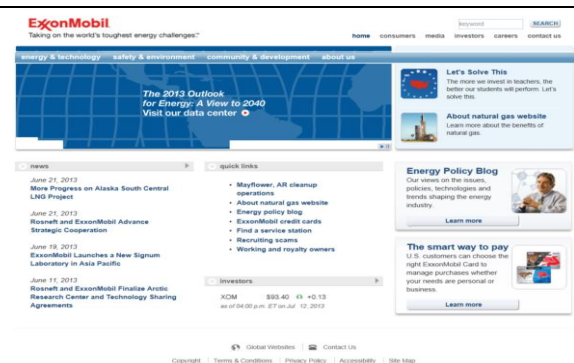 ExxonMobil
Taking on the world's toughest energy challenges.™
keyword SEARCH
home consumers media investors careers contact us
energy & technology safety & environment community & development about us
The 2013 Outlook
for Energy: A View to 2040
Visit our data center
Let's Solve This
The more we invest in teachers, the
better our students will perform. Let's
solve this.
About natural gas website
Learn more about the benefits of
natural gas.
news
June 21, 2013
More Progress on Alaska South Central
LNG Project
June 21, 2013
Rosneft and ExxonMobil Advance
Strategic Cooperation
June 19, 2013
ExxonMobil Launches a New Signum
Laboratory in Asia Pacific
June 11, 2013
Rosneft and ExxonMobil Finalize Arctic
Research Center and Technology Sharing
Agreements
quick links
• Mayflower, AR cleanup
operations
• About natural gas website
• Energy policy blog
• ExxonMobil credit cards
• Find a service station
• Recruiting scams
• Working and royalty owners
investors
XOM $93.40 +0.13
as of 04:00 p.m. ET on Jul 12, 2013
Energy Policy Blog
Our views on the issues,
policies, technologies and
trends shaping the energy
industry.
Learn more
The smart way to pay
U.S. customers can choose the
right ExxonMobil Card to
manage purchases whether
your needs are personal or
business.
Learn more
Global Websites | Contact Us
Copyright | Terms & Conditions | Privacy Policy | Accessibility | Site Map